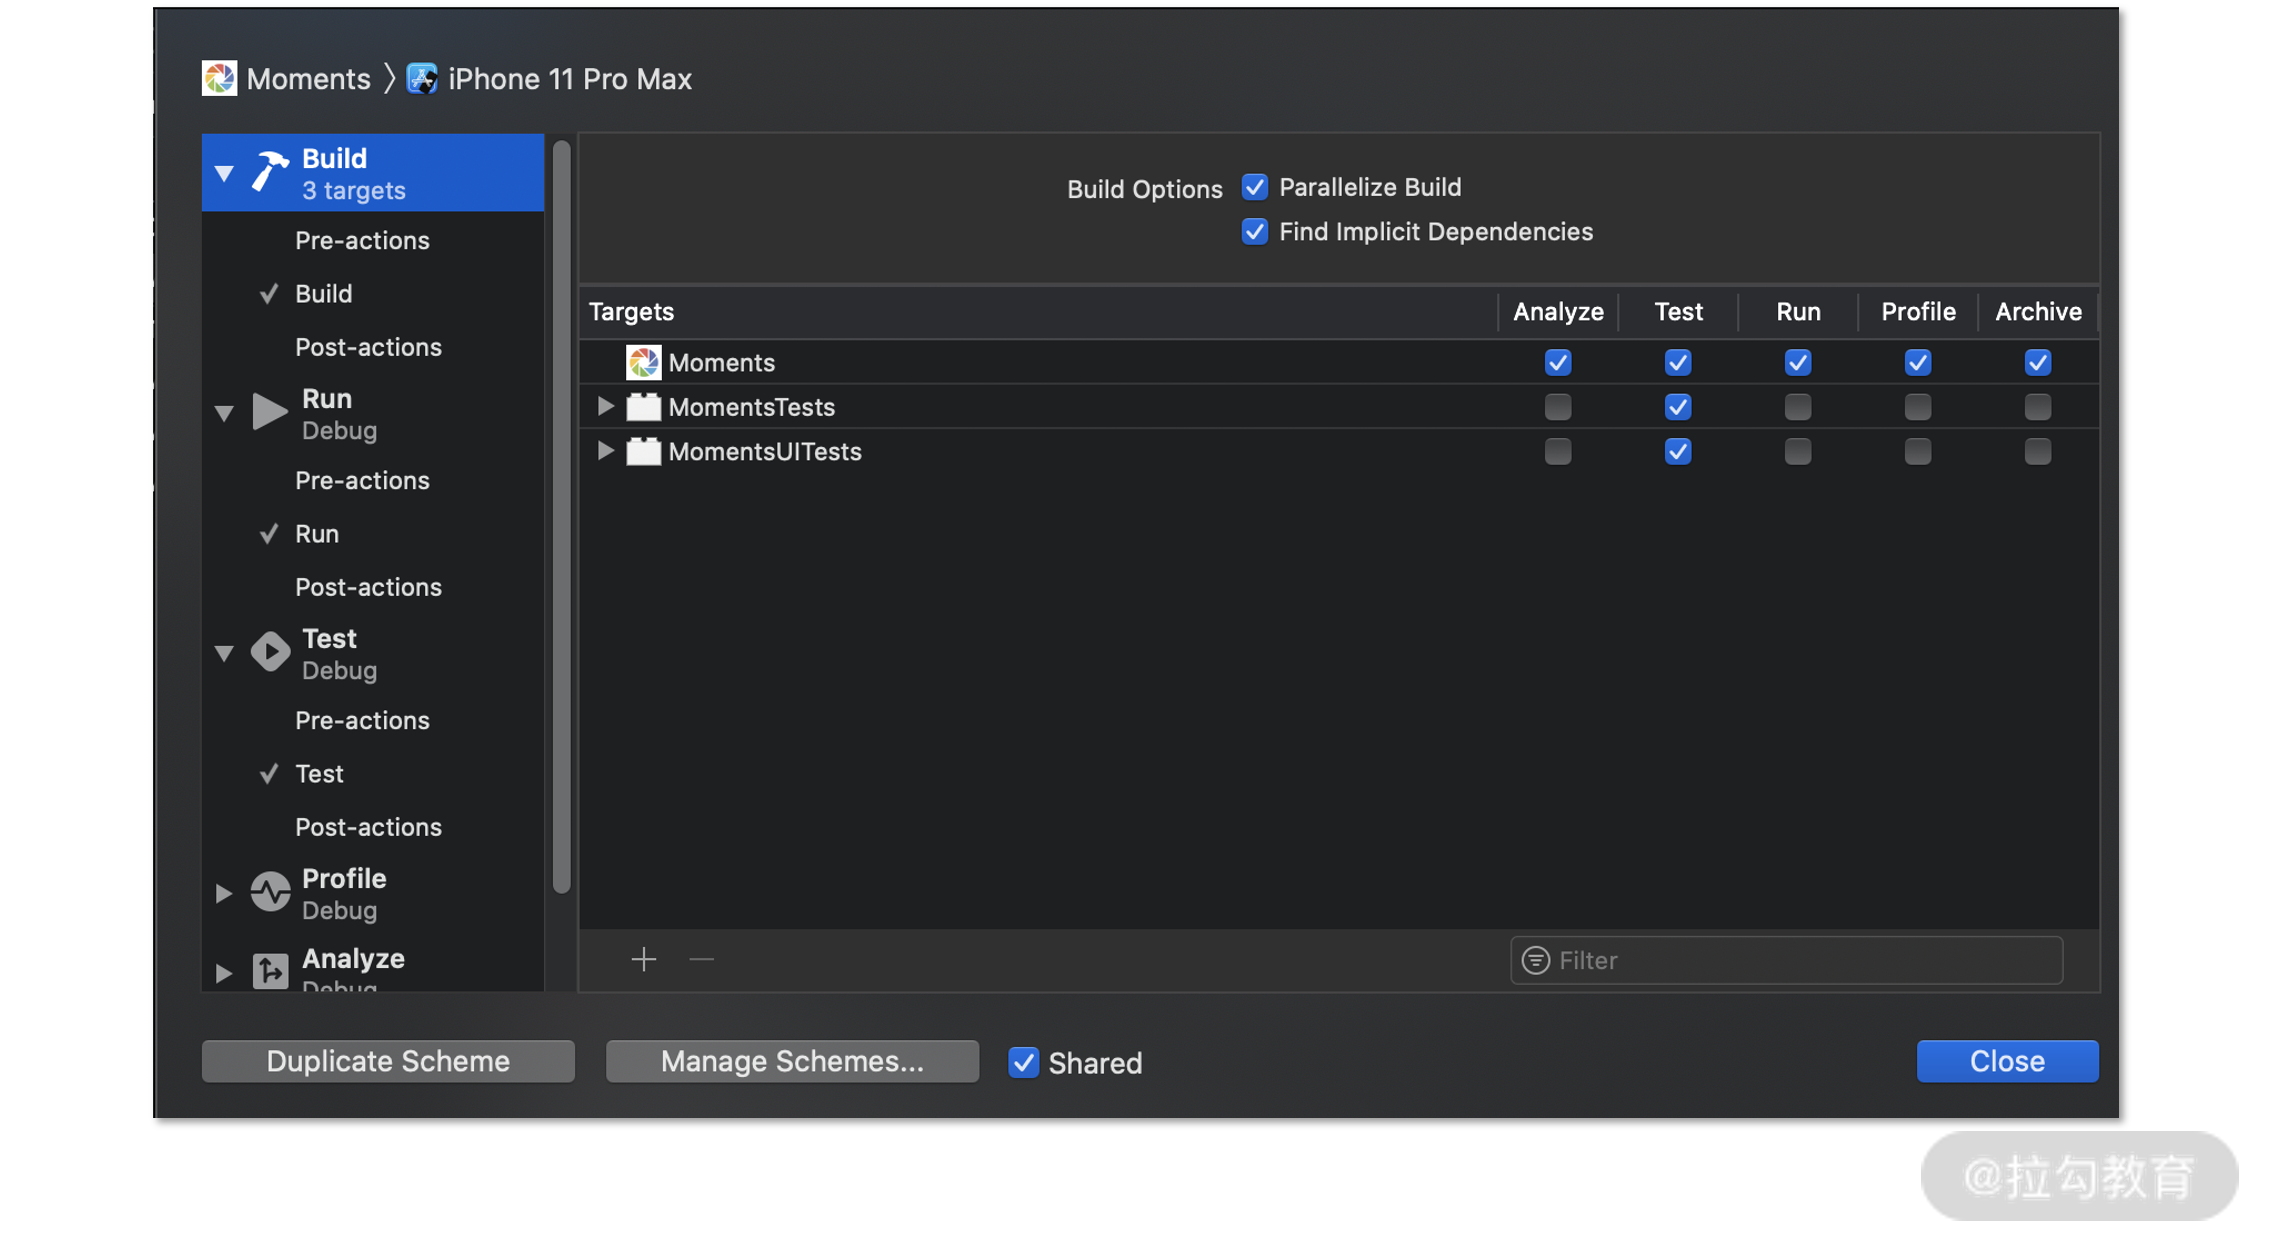 Moments 〉 iPhone 11 Pro Max
Build
3 targets
Pre-actions
Build
Post-actions
Run
Debug
Pre-actions
Run
Post-actions
Test
Debug
Pre-actions
Test
Post-actions
Profile
Debug
Analyze
Debug
Build Options
Parallelize Build
Find Implicit Dependencies
Targets Analyze Test Run Profile Archive
Moments
MomentsTests
MomentsUITests
Filter
Duplicate Scheme
Manage Schemes...
Shared
Close
@拉勾教育